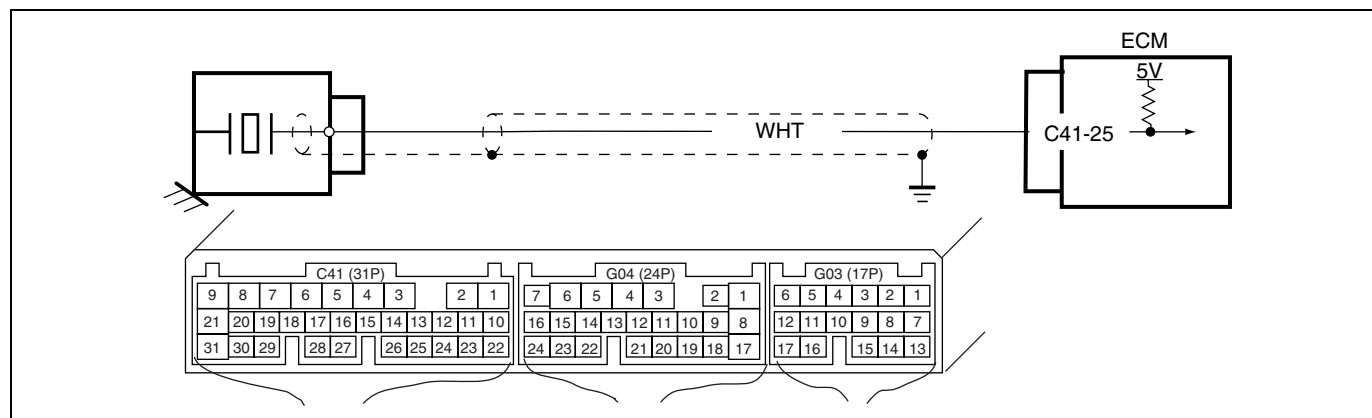 ECM
5V
WHT
C41-25
C41 (31P) G04 (24P) G03 (17P)
9 8 7 6 5 4 3 2 1 7 6 5 4 3 2 1 6 5 4 3 2 1
21 20 19 18 17 16 15 14 13 12 11 10 16 15 14 13 12 11 10 9 8 12 11 10 9 8 7
31 30 29 28 27 26 25 24 23 22 24 23 22 21 20 19 18 17 17 16 15 14 13